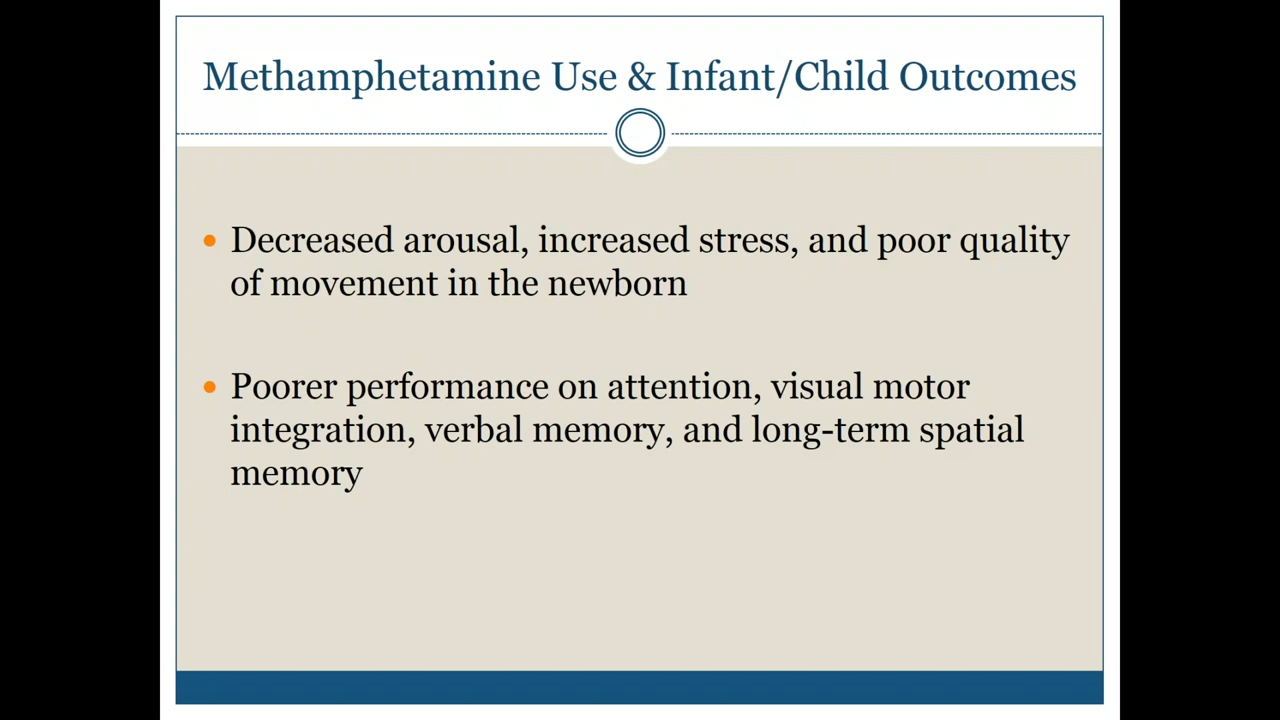 Methamphetamine Use & Infant/Child Outcomes
Decreased arousal, increased stress, and poor quality
of movement in the newborn
Poorer performance on attention, visual motor
integration, verbal memory, and long-term spatial
memory